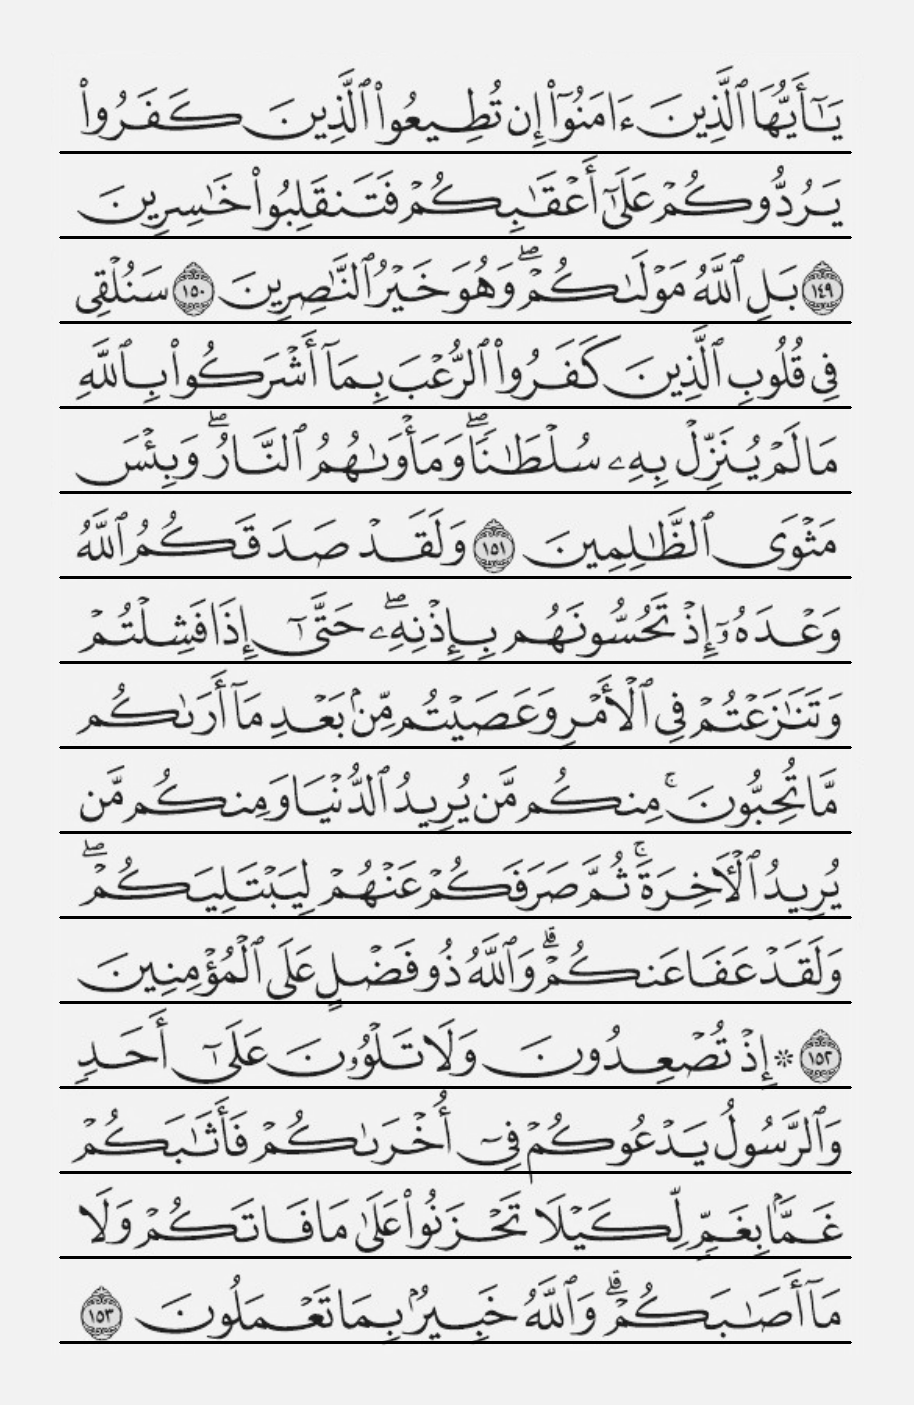 يَـٰٓأَيُّهَا ٱلَّذِينَ ءَامَنُوٓا۟ إِن تُطِيعُوا۟ ٱلَّذِينَ كَفَرُوا۟
يَرُدُّوكُمْ عَلَىٰٓ أَعْقَـٰبِكُمْ فَتَنقَلِبُوا۟ خَـٰسِرِينَ
١٤٩ بَلِ ٱللَّهُ مَوْلَىٰكُمْ ۖ وَهُوَ خَيْرُ ٱلنَّـٰصِرِينَ ١٥٠ سَنُلْقِى
فِى قُلُوبِ ٱلَّذِينَ كَفَرُوا۟ ٱلرُّعْبَ بِمَآ أَشْرَكُوا۟ بِٱللَّهِ
مَا لَمْ يُنَزِّلْ بِهِۦ سُلْطَـٰنًا ۖ وَمَأْوَىٰهُمُ ٱلنَّارُ ۖ وَبِئْسَ
مَثْوَى ٱلظَّـٰلِمِينَ ١٥١ وَلَقَدْ صَدَقَكُمُ ٱللَّهُ
وَعْدَهُۥٓ إِذْ تَحُسُّونَهُم بِإِذْنِهِۦ ۖ حَتَّىٰٓ إِذَا فَشِلْتُمْ
وَتَنَـٰزَعْتُمْ فِى ٱلْأَمْرِ وَعَصَيْتُم مِّنۢ بَعْدِ مَآ أَرَىٰكُم
مَّا تُحِبُّونَ ۚ مِنكُم مَّن يُرِيدُ ٱلدُّنْيَا وَمِنكُم مَّن
يُرِيدُ ٱلْـَٔاخِرَةَ ۚ ثُمَّ صَرَفَكُمْ عَنْهُمْ لِيَبْتَلِيَكُمْ ۖ
وَلَقَدْ عَفَا عَنكُمْ ۗ وَٱللَّهُ ذُو فَضْلٍ عَلَى ٱلْمُؤْمِنِينَ
١٥٢ ۞ إِذْ تُصْعِدُونَ وَلَا تَلْوُۥنَ عَلَىٰٓ أَحَدٍ
وَٱلرَّسُولُ يَدْعُوكُمْ فِىٓ أُخْرَىٰكُمْ فَأَثَـٰبَكُمْ
غَمًّۢا بِغَمٍّ لِّكَيْلَا تَحْزَنُوا۟ عَلَىٰ مَا فَاتَكُمْ وَلَا
مَآ أَصَـٰبَكُمْ ۗ وَٱللَّهُ خَبِيرٌۢ بِمَا تَعْمَلُونَ ١٥٣